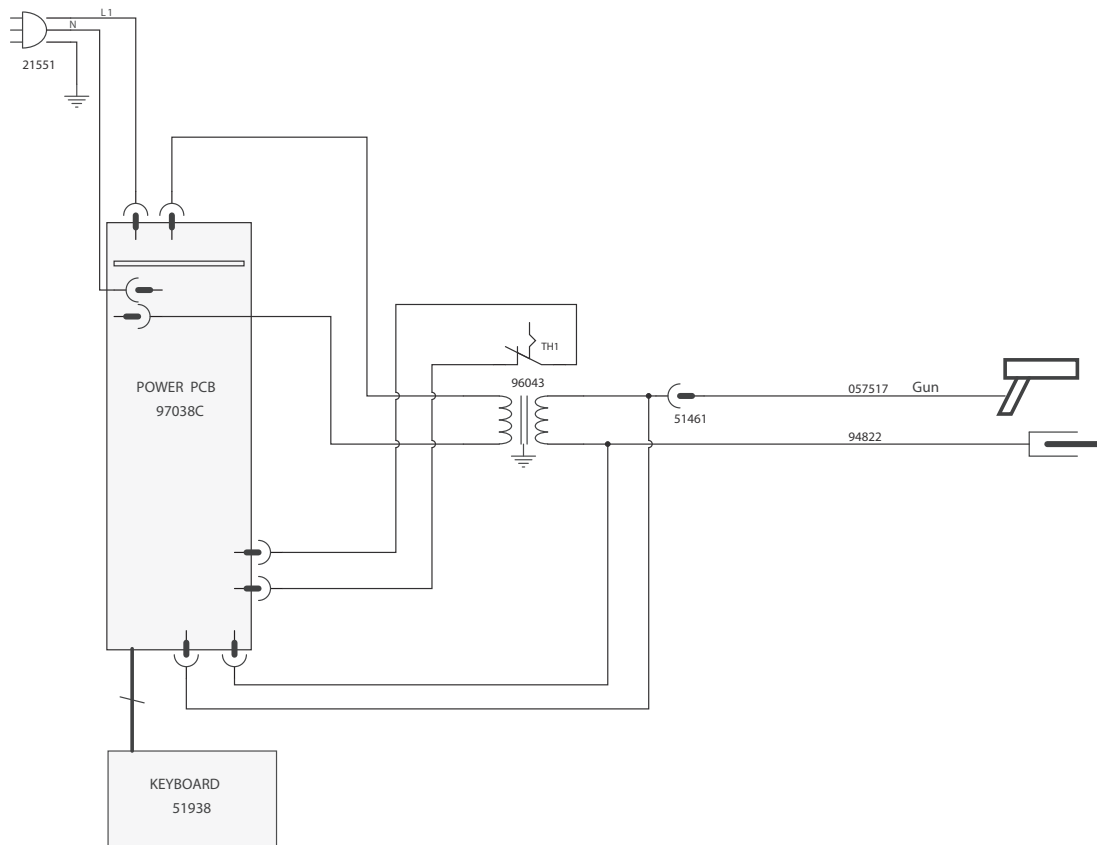 L1
N
21551
TH1
POWER PCB
97038C
96043
057517 Gun
51461
94822
KEYBOARD
51938